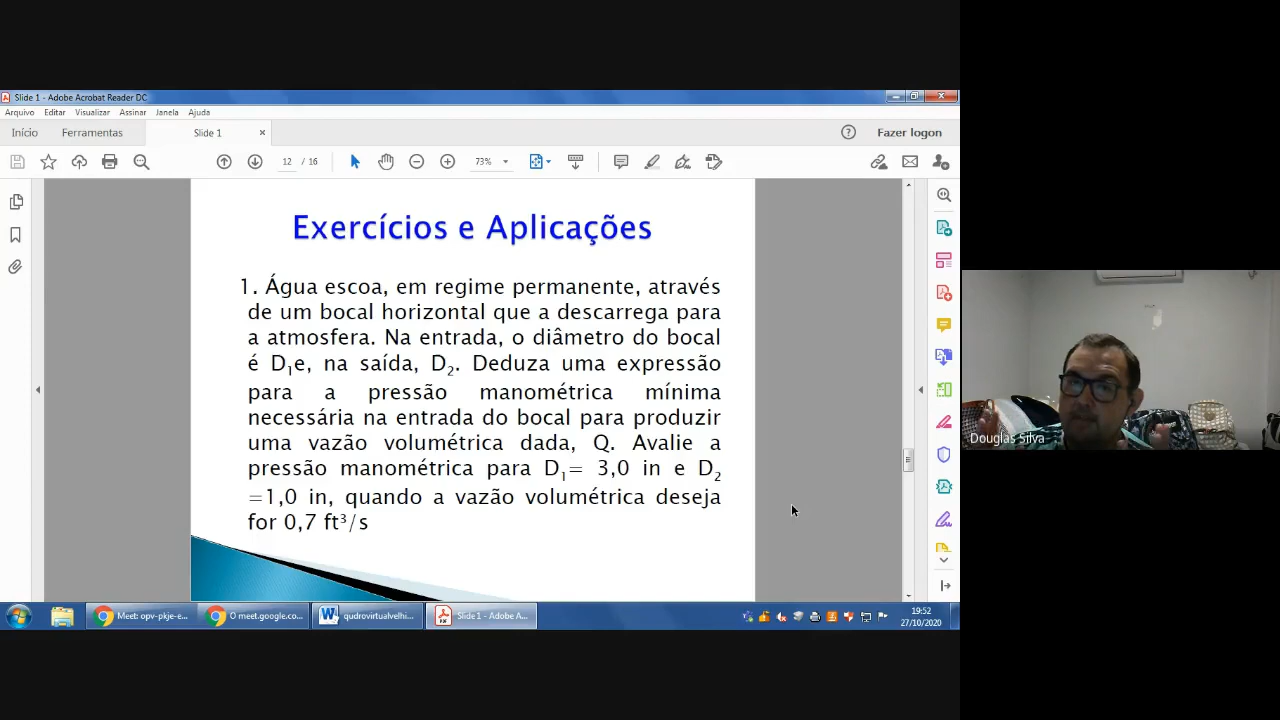 Slide 1 - Adobe Acrobat Reader DC
Arquivo Editar Visualizar Assinar Janela Ajuda
Início Ferramentas Slide 1 × Fazer logon
12 / 16 73%
Exercícios e Aplicações
1. Água escoa, em regime permanente, através
de um bocal horizontal que a descarrega para
a atmosfera. Na entrada, o diâmetro do bocal
é D₁e, na saída, D₂. Deduza uma expressão
para a pressão manométrica mínima
necessária na entrada do bocal para produzir
uma vazão volumétrica dada, Q. Avalie a
pressão manométrica para D₁= 3,0 in e D₂
=1,0 in, quando a vazão volumétrica deseja
for 0,7 ft³/s
Douglas Silva
Meet: opv-pkje-e... O meet.google.co... qudrovirtualvelhi... Slide 1 - Adobe A...
19:52
27/10/2020